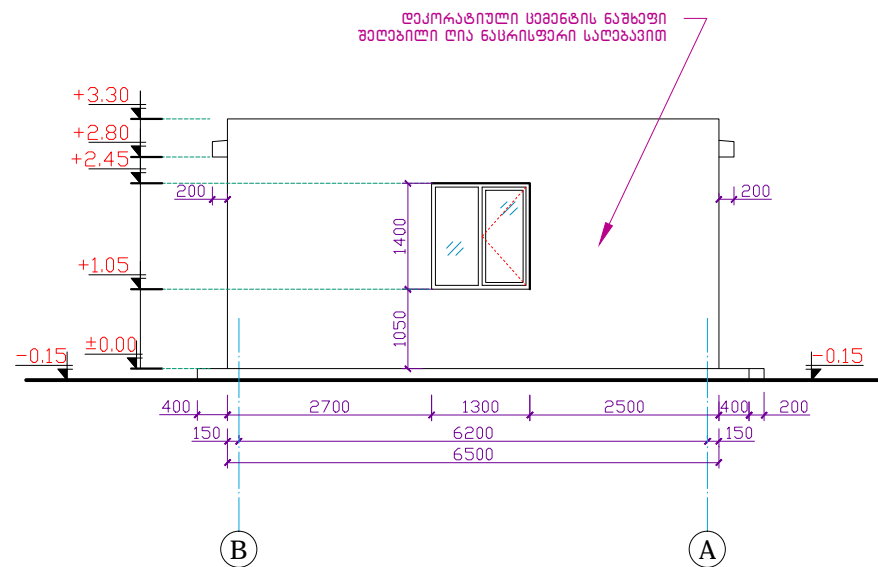 ᲓᲔᲙᲝᲠᲐᲢᲘᲣᲚᲘ ᲪᲔᲛᲔᲜᲢᲘᲡ ᲜᲐᲨᲮᲔᲤᲘ
ᲨᲔᲦᲔᲑᲘᲚᲘ ᲦᲘᲐ ᲜᲐᲪᲠᲘᲡᲤᲔᲠᲘ ᲡᲐᲦᲔᲑᲐᲕᲘᲗ
+3.30
+2.80
+2.45
200
200
1400
+1.05
1050
±0.00
-0.15
-0.15
400 2700 1300 2500 400 200
150 6200 150
6500
B A